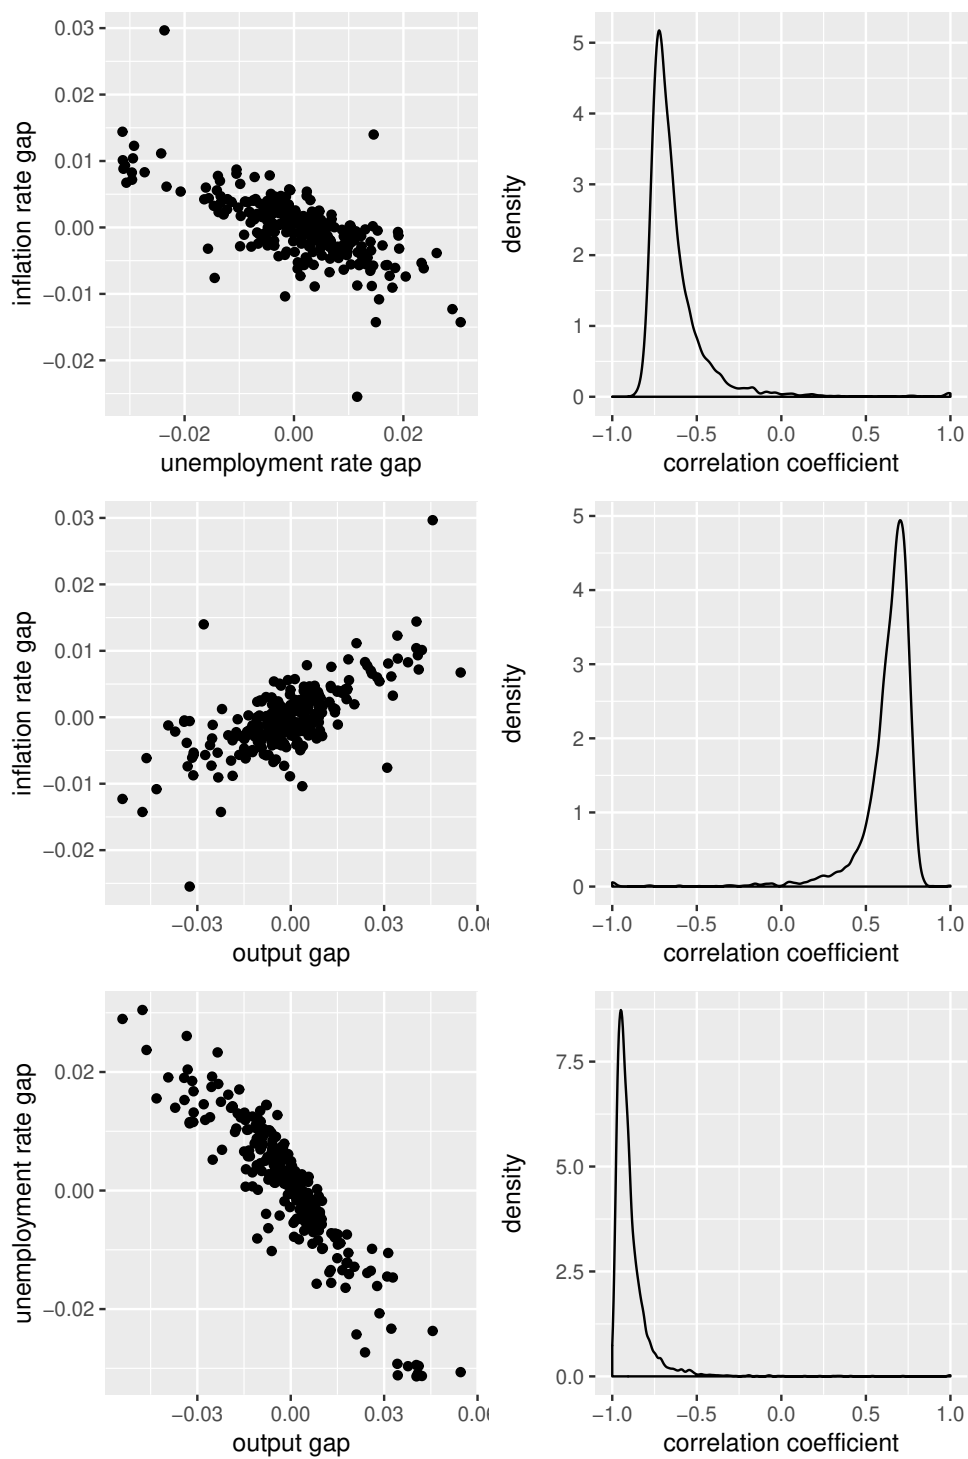 0.03
0.02
0.01
0.00
−0.01
−0.02
inflation rate gap
−0.02 0.00 0.02
unemployment rate gap
5
4
3
2
1
0
density
−1.0 −0.5 0.0 0.5 1.0
correlation coefficient
0.03
0.02
0.01
0.00
−0.01
−0.02
inflation rate gap
−0.03 0.00 0.03 0.0
output gap
5
4
3
2
1
0
density
−1.0 −0.5 0.0 0.5 1.0
correlation coefficient
0.02
0.00
−0.02
unemployment rate gap
−0.03 0.00 0.03 0.0
output gap
7.5
5.0
2.5
0.0
density
−1.0 −0.5 0.0 0.5 1.0
correlation coefficient